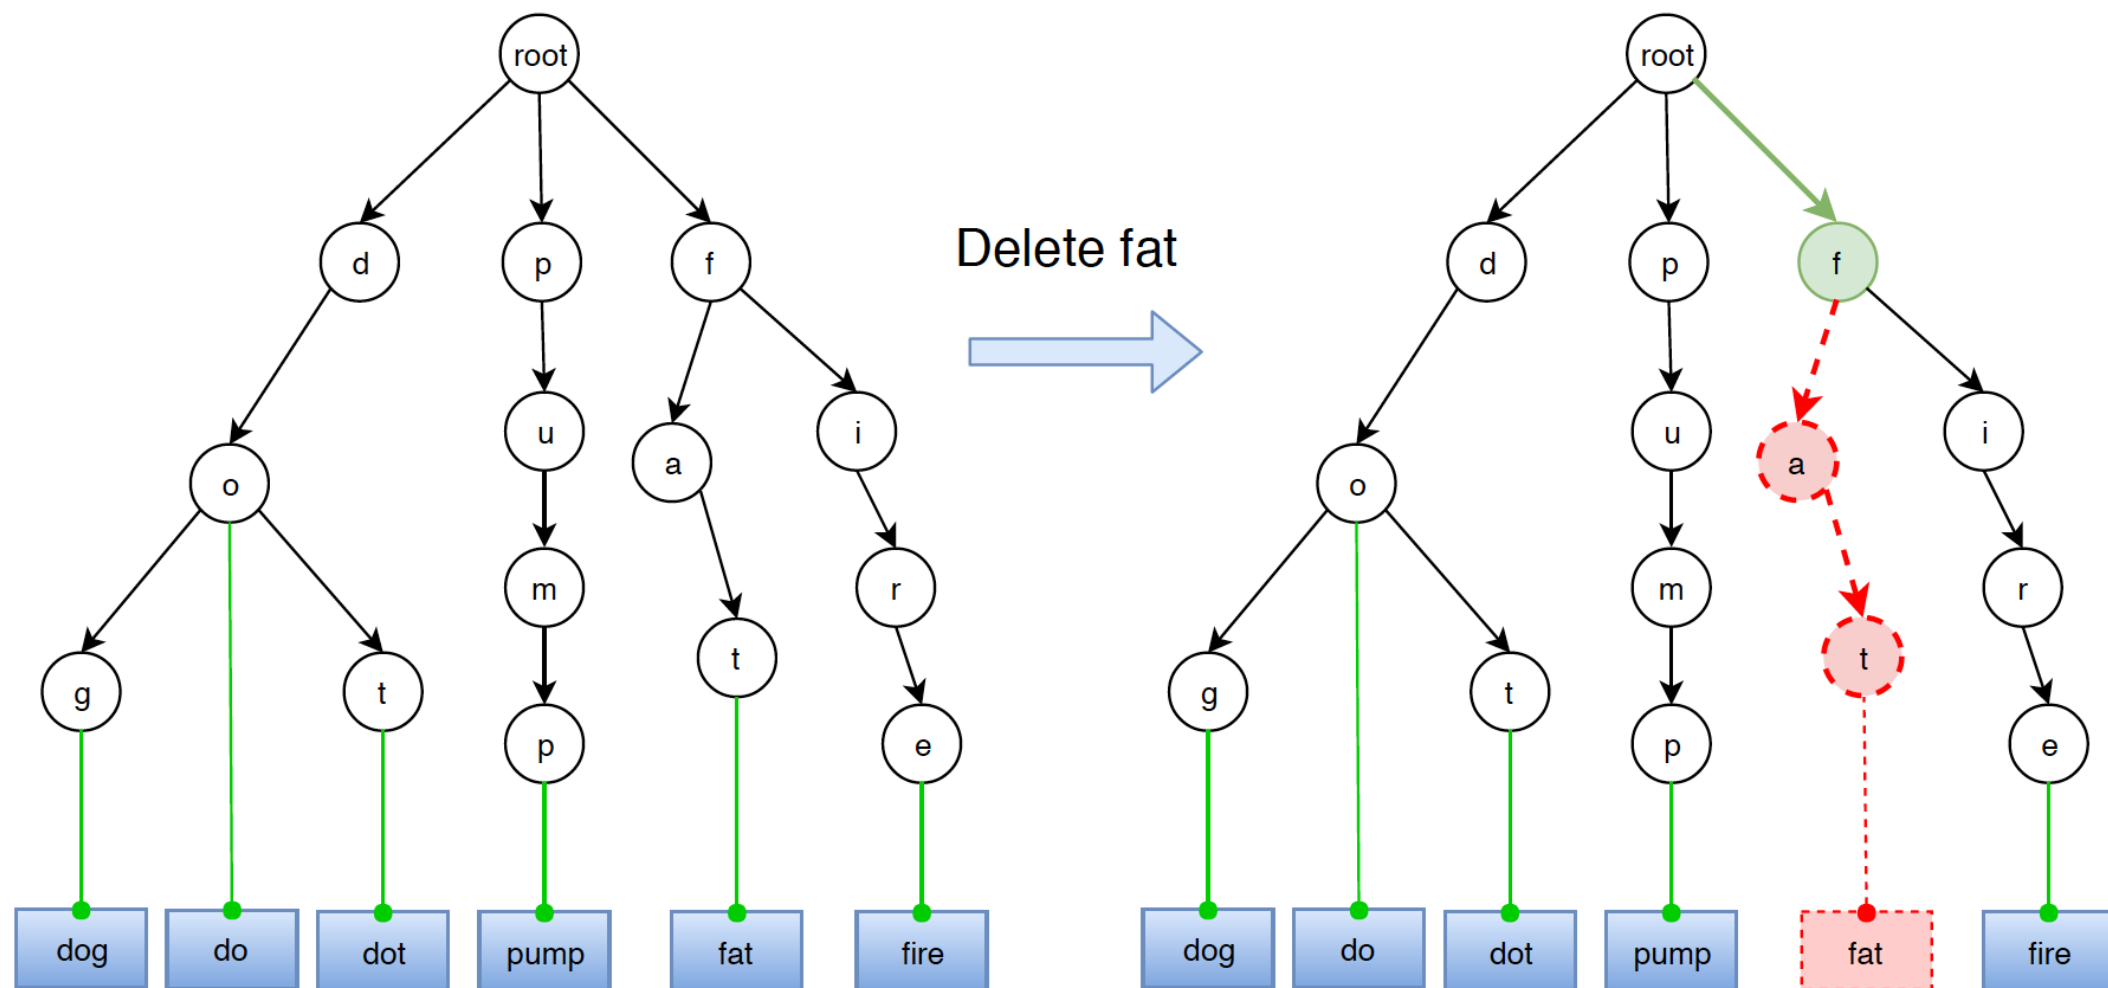 root
d
p
f
u
a
i
o
m
r
g
t
p
t
e
dog
do
dot
pump
fat
fire
Delete fat
root
d
p
f
u
a
i
o
m
r
g
t
p
t
e
dog
do
dot
pump
fat
fire